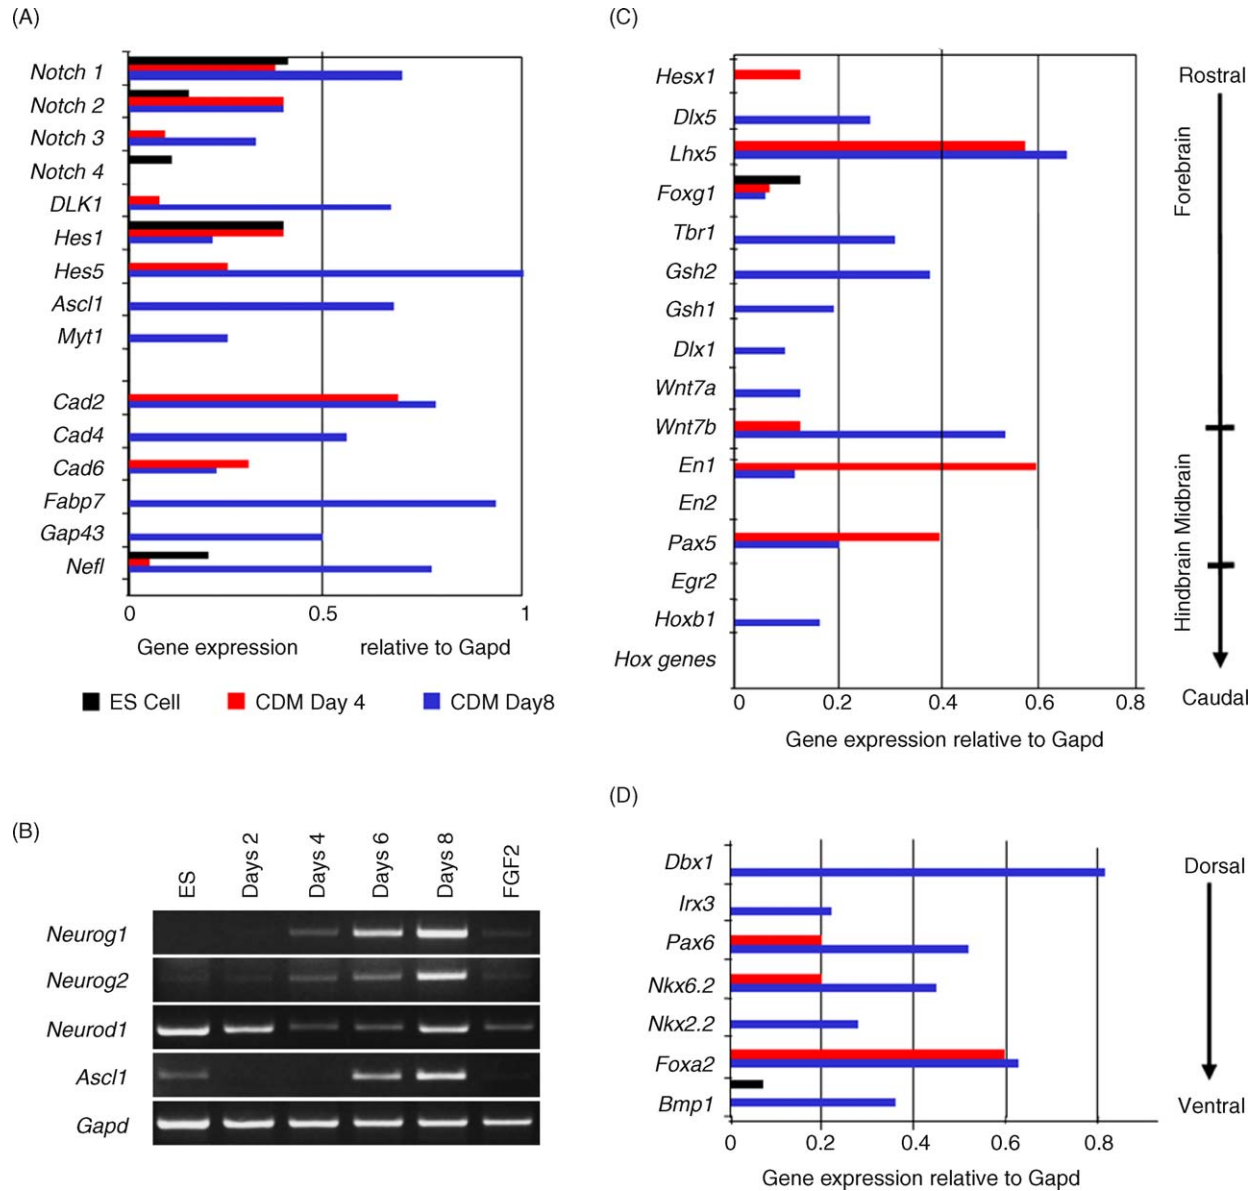 (A)
Notch 1
Notch 2
Notch 3
Notch 4
DLK1
Hes1
Hes5
Ascl1
Myt1
Cad2
Cad4
Cad6
Fabp7
Gap43
Nefl
0 0.5 1
Gene expression relative to Gapd
ES Cell CDM Day 4 CDM Day8
(B)
ES Days 2 Days 4 Days 6 Days 8 FGF2
Neurog1
Neurog2
Neurod1
Ascl1
Gapd
(C)
Hesx1
Dlx5
Lhx5
Foxg1
Tbr1
Gsh2
Gsh1
Dlx1
Wnt7a
Wnt7b
En1
En2
Pax5
Egr2
Hoxb1
Hox genes
0 0.2 0.4 0.6 0.8
Gene expression relative to Gapd
Rostral
Forebrain
Hindbrain Midbrain
Caudal
(D)
Dbx1
Irx3
Pax6
Nkx6.2
Nkx2.2
Foxa2
Bmp1
0 0.2 0.4 0.6 0.8
Gene expression relative to Gapd
Dorsal
Ventral